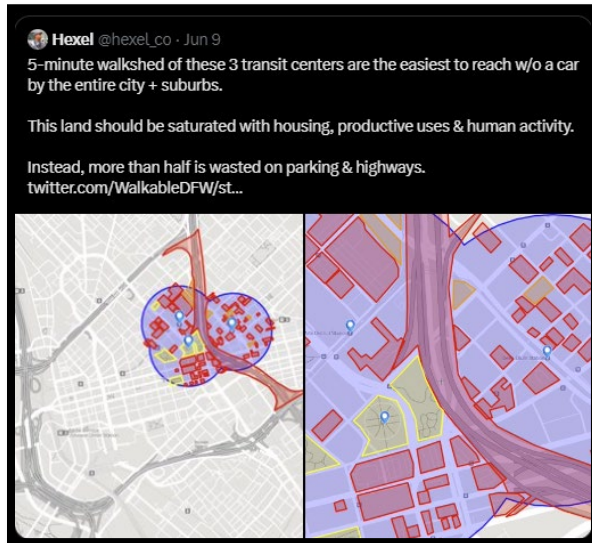 Hexel @hexel_co · Jun 9
5-minute walkshed of these 3 transit centers are the easiest to reach w/o a car
by the entire city + suburbs.
This land should be saturated with housing, productive uses & human activity.
Instead, more than half is wasted on parking & highways.
twitter.com/WalkableDFW/st...